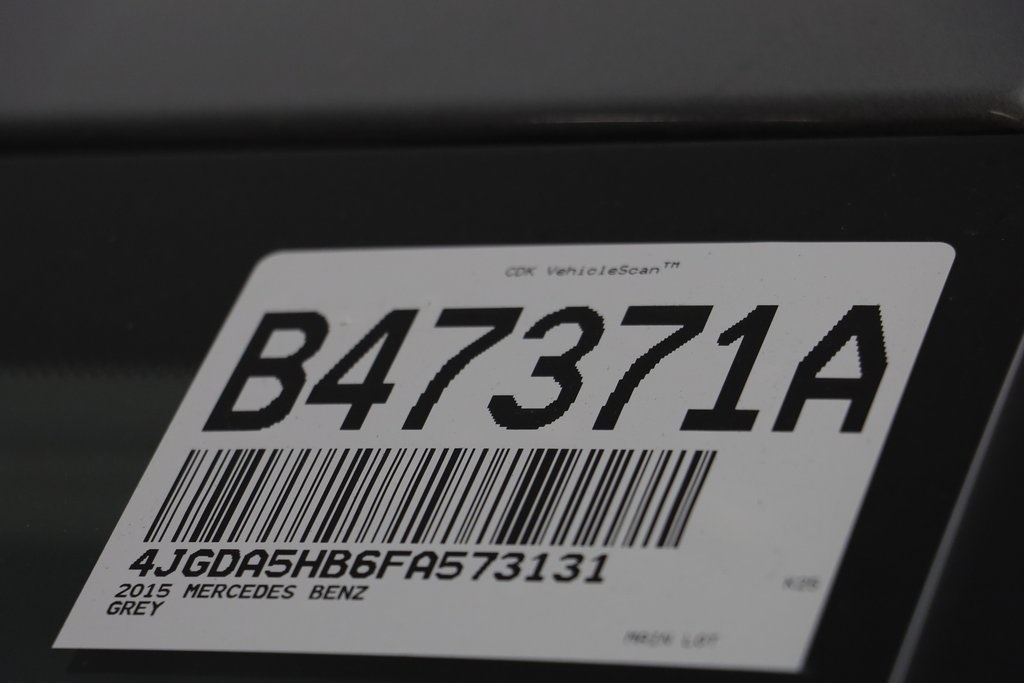 CDK VehicleScan™
B47371A
4JGDA5HB6FA573131
2015 MERCEDES BENZ
GREY
MAIN LOT